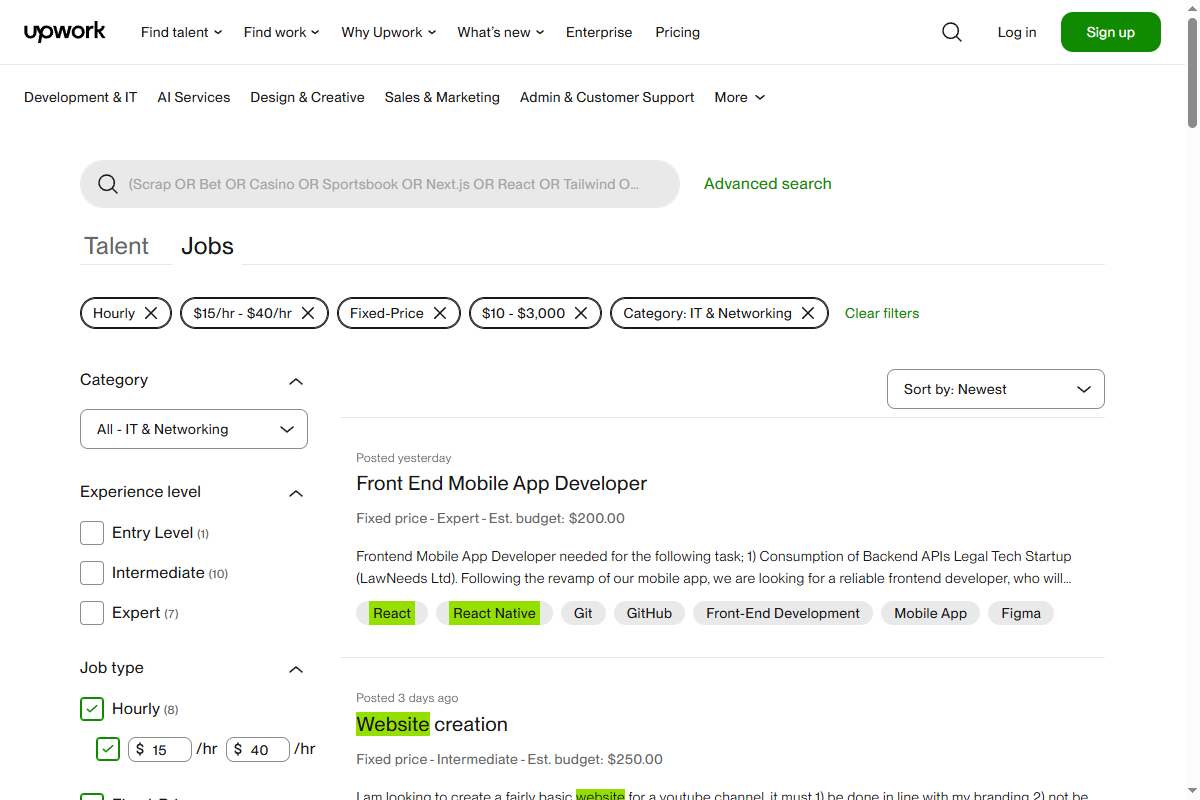 upwork Find talent Find work Why Upwork What's new Enterprise Pricing Log in Sign up
Development & IT AI Services Design & Creative Sales & Marketing Admin & Customer Support More
(Scrap OR Bet OR Casino OR Sportsbook OR Next.js OR React OR Tailwind O... Advanced search
Talent Jobs
Hourly $15/hr - $40/hr Fixed-Price $10 - $3,000 Category: IT & Networking Clear filters
Category
All - IT & Networking
Experience level
Entry Level (1)
Intermediate (10)
Expert (7)
Job type
Hourly (8)
$ 15 /hr $ 40 /hr
Sort by: Newest
Posted yesterday
Front End Mobile App Developer
Fixed price - Expert - Est. budget: $200.00
Frontend Mobile App Developer needed for the following task; 1) Consumption of Backend APIs Legal Tech Startup
(LawNeeds Ltd). Following the revamp of our mobile app, we are looking for a reliable frontend developer, who will...
React React Native Git GitHub Front-End Development Mobile App Figma
Posted 3 days ago
Website creation
Fixed price - Intermediate - Est. budget: $250.00
I am looking to create a fairly basic website for a youtube channel, it must 1) be done in line with my branding 2) not be